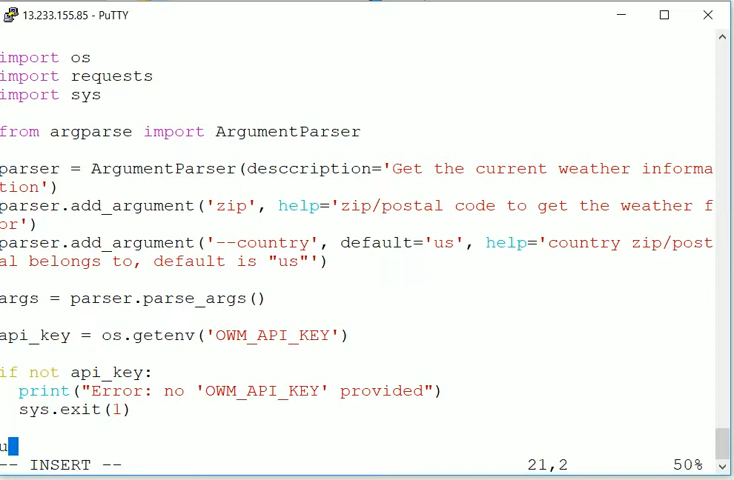 13.233.155.85 - PuTTY
import os
import requests
import sys
from argparse import ArgumentParser
parser = ArgumentParser(desccription='Get the current weather informa
tion')
parser.add_argument('zip', help='zip/postal code to get the weather f
or')
parser.add_argument('--country', default='us', help='country zip/post
al belongs to, default is "us"')
args = parser.parse_args()
api_key = os.getenv('OWM_API_KEY')
if not api_key:
  print("Error: no 'OWM_API_KEY' provided")
  sys.exit(1)
u
-- INSERT -- 21,2 50%